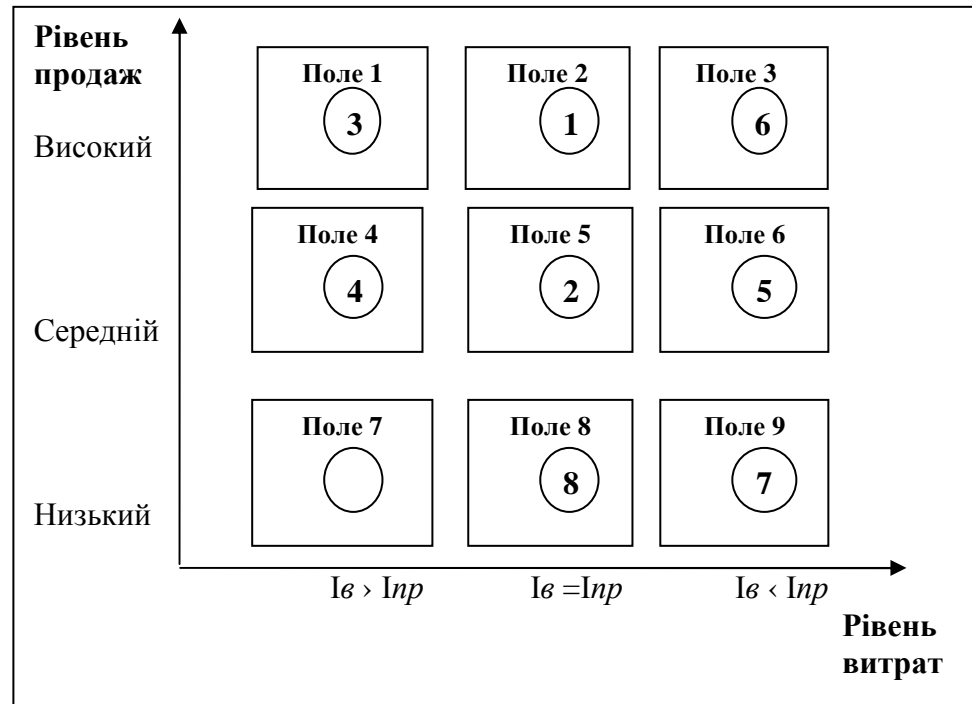 Рівень
продаж
Поле 1
Поле 2
Поле 3
3
1
6
Високий
Поле 4
Поле 5
Поле 6
4
2
5
Середній
Поле 7
Поле 8
Поле 9
8
7
Низький
Ів › Іпр
Ів =Іпр
Ів ‹ Іпр
Рівень
витрат